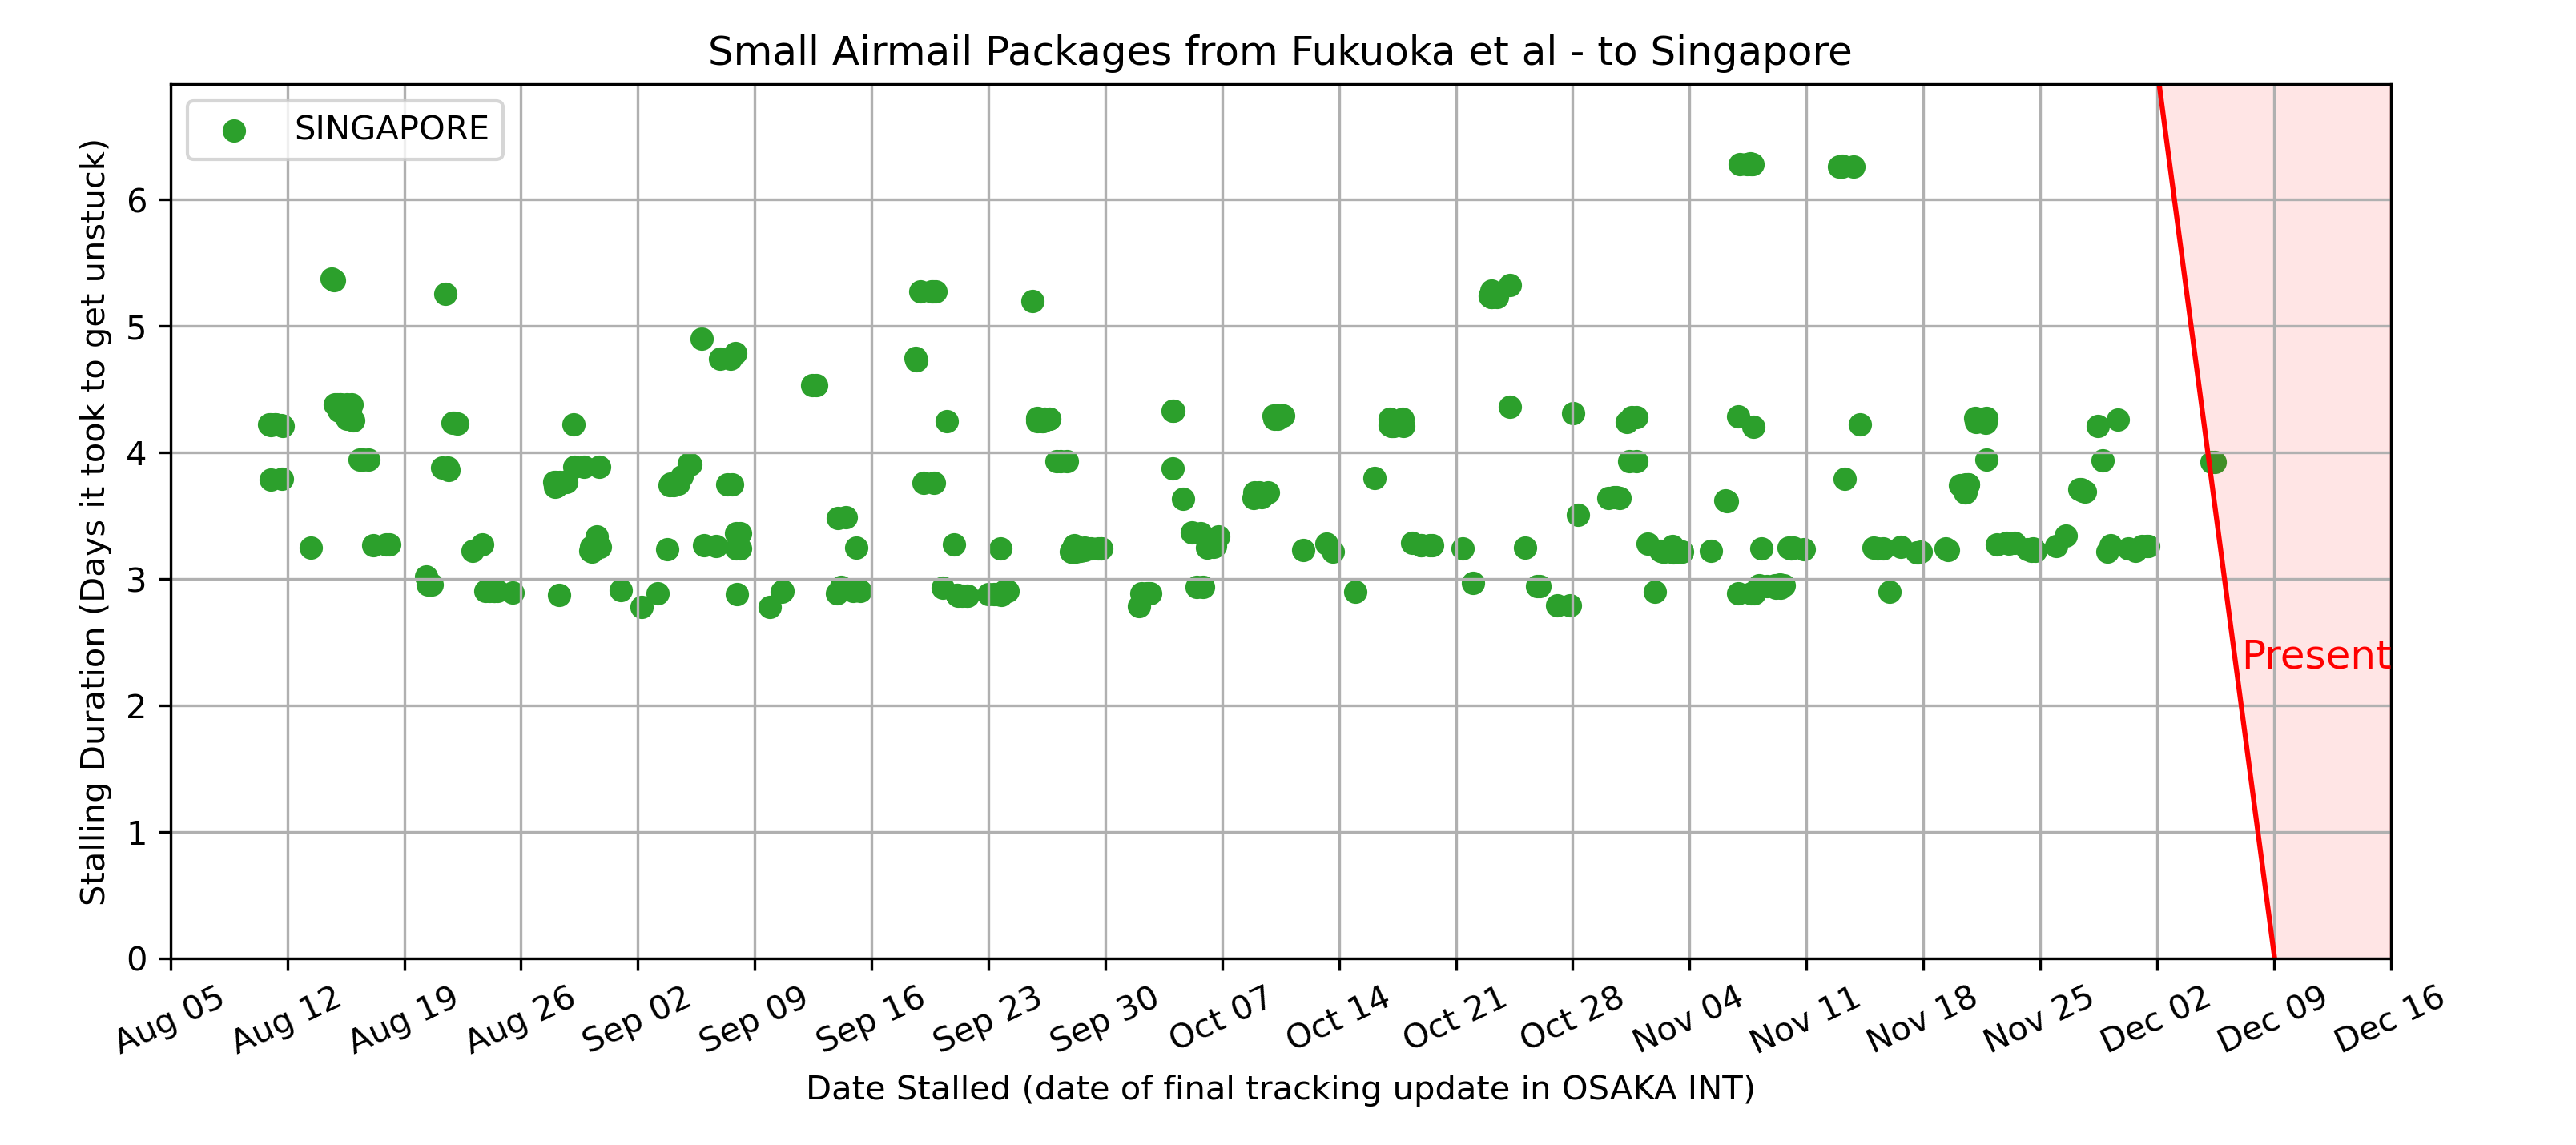 Small Airmail Packages from Fukuoka et al - to Singapore
SINGAPORE
Stalling Duration (Days it took to get unstuck)
6
5
4
3
2
1
0
Present
Aug 05
Aug 12
Aug 19
Aug 26
Sep 02
Sep 09
Sep 16
Sep 23
Sep 30
Oct 07
Oct 14
Oct 21
Oct 28
Nov 04
Nov 11
Nov 18
Nov 25
Dec 02
Dec 09
Dec 16
Date Stalled (date of final tracking update in OSAKA INT)